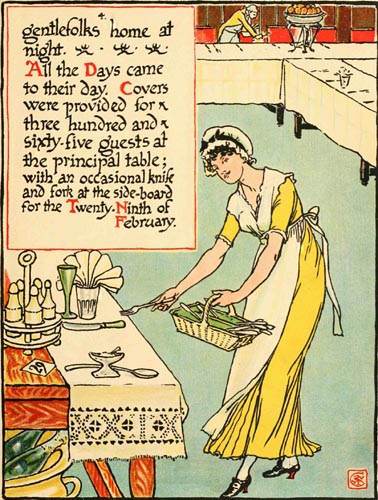 gentlefolks' home at
night.
All the Days came
to their day. Covers
were provided for
three hundred and
sixty-five guests at
the principal table;
with an occasional knife
and fork at the side-board
for the Twenty-Ninth of
February.
29